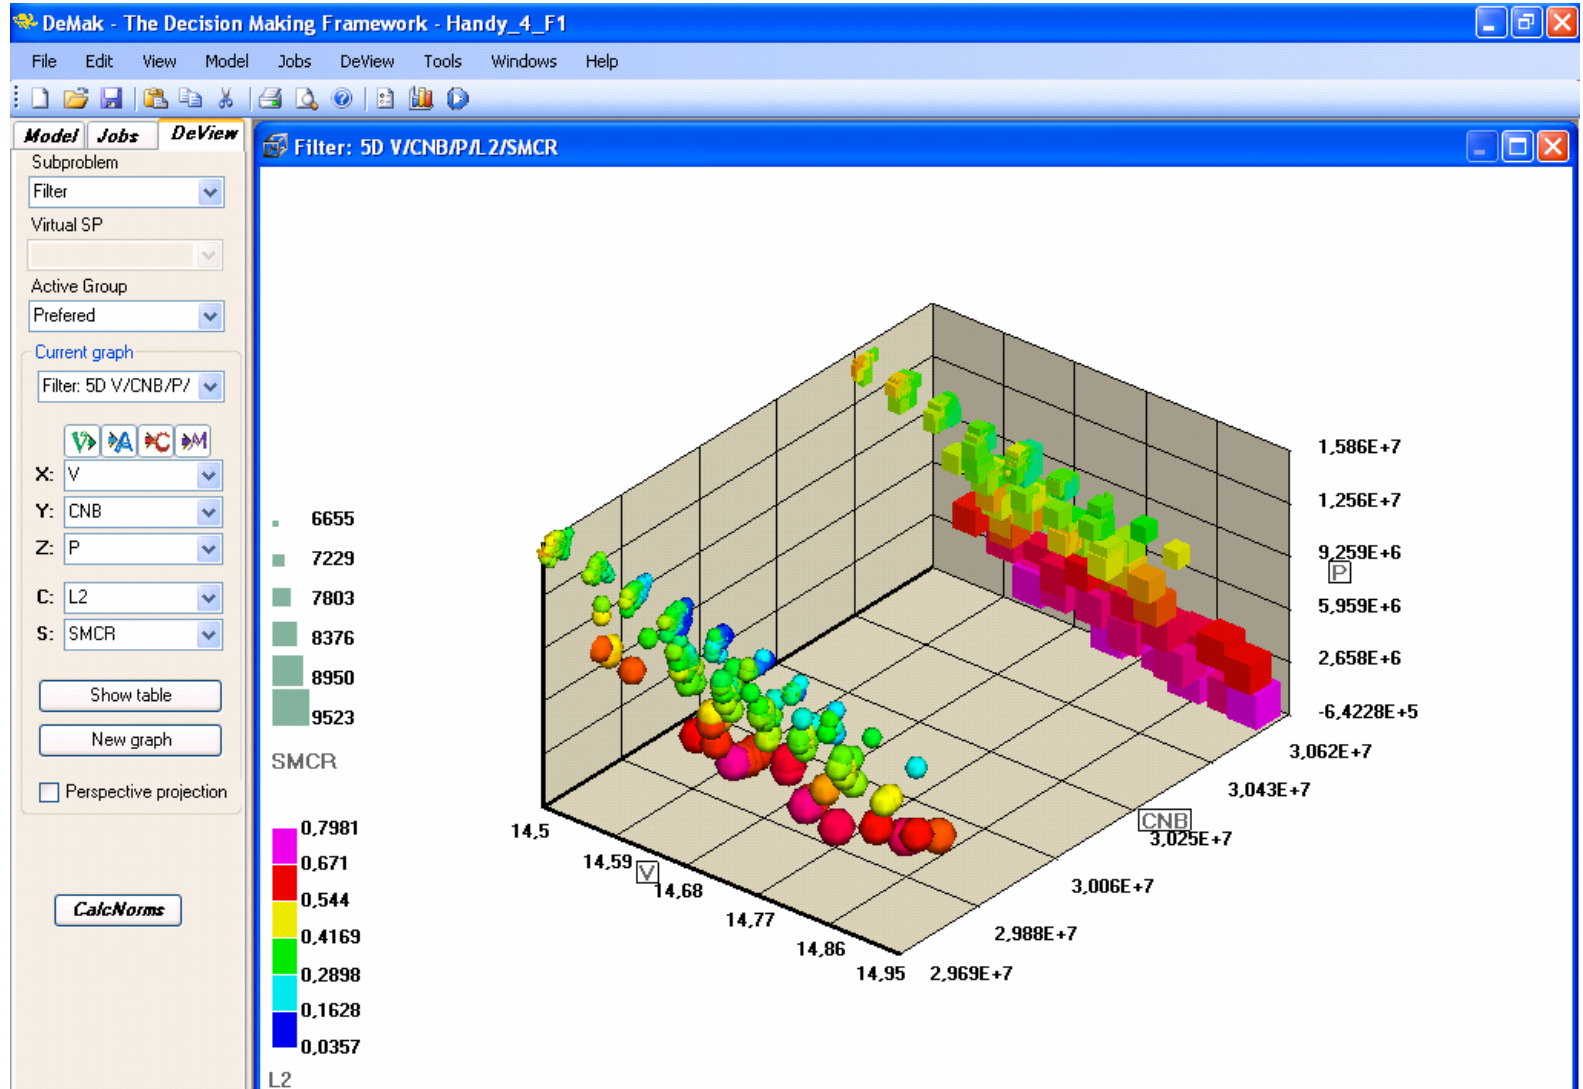 DeMak - The Decision Making Framework - Handy_4_F1
File Edit View Model Jobs DeView Tools Windows Help
Model Jobs DeView
Subproblem
Filter
Virtual SP
Active Group
Prefered
Current graph
Filter: 5D V/CNB/P/
V A C M
X: V
Y: CNB
Z: P
C: L2
S: SMCR
Show table
New graph
Perspective projection
CalcNorms
Filter: 5D V/CNB/P/L2/SMCR
6655
7229
7803
8376
8950
9523
SMCR
0,7981
0,671
0,544
0,4169
0,2898
0,1628
0,0357
L2
14,5
14,59
V
14,68
14,77
14,86
14,95
2,969E+7
2,988E+7
3,006E+7
CNB
3,025E+7
3,043E+7
3,062E+7
1,586E+7
1,256E+7
9,259E+6
P
5,959E+6
2,658E+6
-6,4228E+5